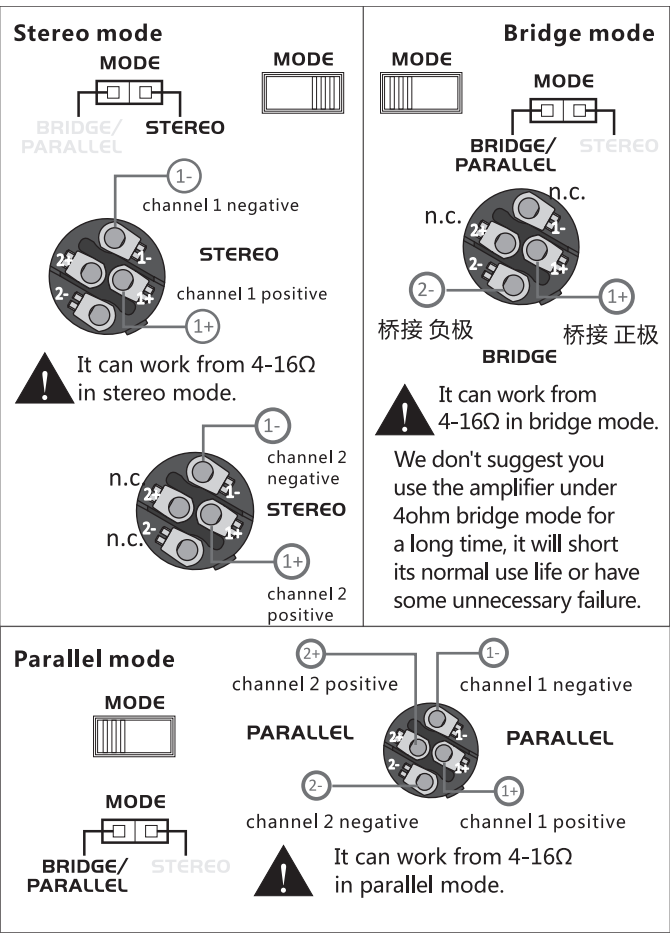 Stereo mode
MODE
MODE
BRIDGE/
PARALLEL
STEREO
1-
channel 1 negative
2+
1-
2-
1+
STEREO
channel 1 positive
1+
It can work from 4-16Ω
in stereo mode.
1-
channel 2
negative
n.c.
2+
1-
2-
1+
n.c.
STEREO
1+
channel 2
positive
Bridge mode
MODE
MODE
BRIDGE/
PARALLEL
STEREO
n.c.
n.c.
2+
1-
2-
1+
2-
1+
桥接 负极
桥接 正极
BRIDGE
It can work from
4-16Ω in bridge mode.
We don't suggest you
use the amplifier under
4ohm bridge mode for
a long time, it will short
its normal use life or have
some unnecessary failure.
Parallel mode
MODE
MODE
BRIDGE/
PARALLEL
STEREO
2+
1-
channel 2 positive
channel 1 negative
PARALLEL
2+
1-
2-
1+
PARALLEL
2-
1+
channel 2 negative
channel 1 positive
It can work from 4-16Ω
in parallel mode.